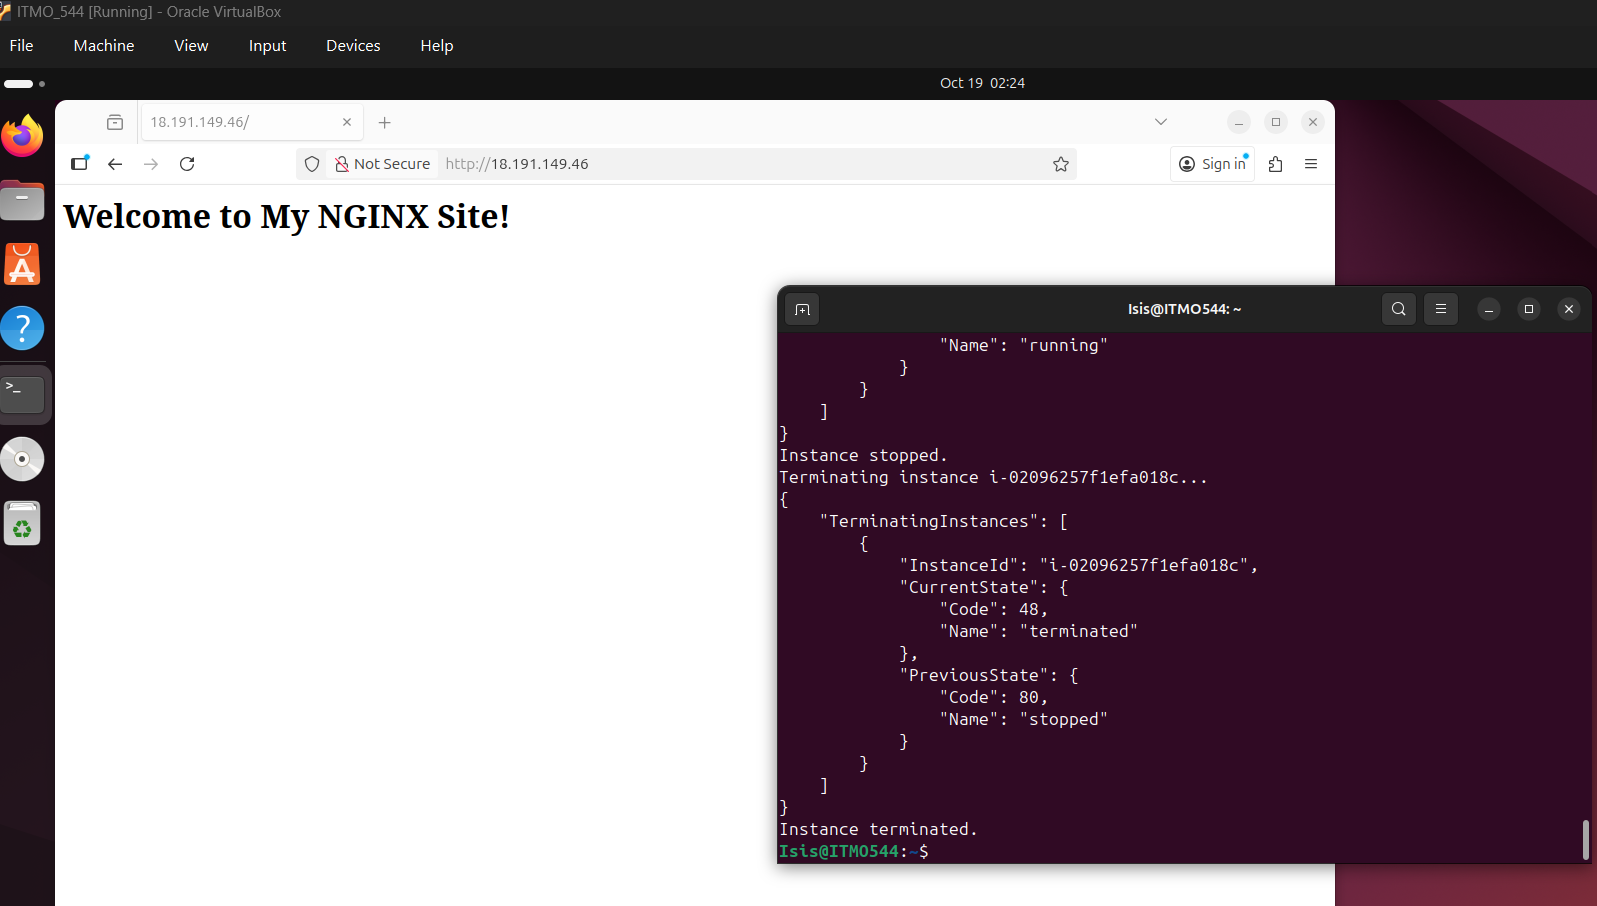 ITMO_544 [Running] - Oracle VirtualBox
File Machine View Input Devices Help
Oct 19 02:24
18.191.149.46/
Not Secure http://18.191.149.46
Sign in
Welcome to My NGINX Site!
Isis@ITMO544: ~
"Name": "running"
}
}
]
}
Instance stopped.
Terminating instance i-02096257f1efa018c...
{
"TerminatingInstances": [
{
"InstanceId": "i-02096257f1efa018c",
"CurrentState": {
"Code": 48,
"Name": "terminated"
},
"PreviousState": {
"Code": 80,
"Name": "stopped"
}
}
]
}
Instance terminated.
Isis@ITMO544:~$